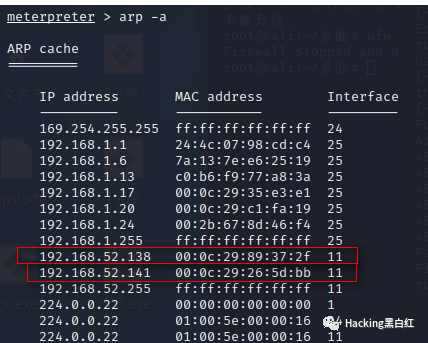 meterpreter > arp -a
未被升级。
root@kali:~/桌面# ufw
Firewall stopped and d
root@kali:~/桌面#
ARP cache
=========
IP address MAC address Interface
---------- ----------- ---------
169.254.255.255 ff:ff:ff:ff:ff:ff 24
192.168.1.1 24:4c:07:98:cd:c4 25
192.168.1.6 7a:13:7e:e6:25:19 25
192.168.1.13 c0:b6:f9:77:a8:3a 25
192.168.1.17 00:0c:29:35:e3:e1 25
192.168.1.20 00:0c:29:c1:fa:19 25
192.168.1.24 00:2b:67:8d:46:f4 25
192.168.1.255 ff:ff:ff:ff:ff:ff 25
192.168.52.138 00:0c:29:89:37:2f 11
192.168.52.141 00:0c:29:26:5d:bb 11
192.168.52.255 ff:ff:ff:ff:ff:ff 11
224.0.0.22 00:00:00:00:00:00 1
224.0.0.22 01:00:5e:00:00:16
224.0.0.22 01:00:5e:00:00:16 11
Hacking黑白红